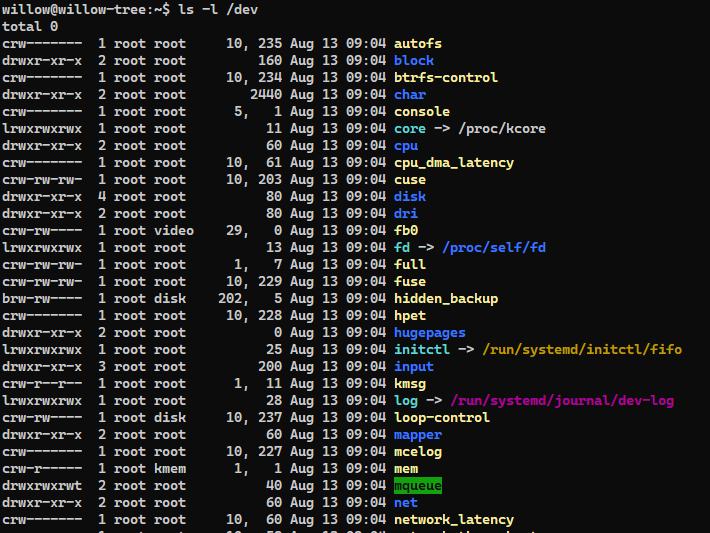 willow@willow-tree:~$ ls -l /dev
total 0
crw------- 1 root root 10, 235 Aug 13 09:04 autofs
drwxr-xr-x 2 root root 160 Aug 13 09:04 block
crw------- 1 root root 10, 234 Aug 13 09:04 btrfs-control
drwxr-xr-x 2 root root 2440 Aug 13 09:04 char
crw------- 1 root root 5, 1 Aug 13 09:04 console
lrwxrwxrwx 1 root root 11 Aug 13 09:04 core -> /proc/kcore
drwxr-xr-x 2 root root 60 Aug 13 09:04 cpu
crw------- 1 root root 10, 61 Aug 13 09:04 cpu_dma_latency
crw-rw-rw- 1 root root 10, 203 Aug 13 09:04 cuse
drwxr-xr-x 4 root root 80 Aug 13 09:04 disk
drwxr-xr-x 2 root root 80 Aug 13 09:04 dri
crw-rw---- 1 root video 29, 0 Aug 13 09:04 fb0
lrwxrwxrwx 1 root root 13 Aug 13 09:04 fd -> /proc/self/fd
crw-rw-rw- 1 root root 1, 7 Aug 13 09:04 full
crw-rw-rw- 1 root root 10, 229 Aug 13 09:04 fuse
brw-rw---- 1 root disk 202, 5 Aug 13 09:04 hidden_backup
crw------- 1 root root 10, 228 Aug 13 09:04 hpet
drwxr-xr-x 2 root root 0 Aug 13 09:04 hugepages
lrwxrwxrwx 1 root root 25 Aug 13 09:04 initctl -> /run/systemd/initctl/fifo
drwxr-xr-x 3 root root 200 Aug 13 09:04 input
crw-r--r-- 1 root root 1, 11 Aug 13 09:04 kmsg
lrwxrwxrwx 1 root root 28 Aug 13 09:04 log -> /run/systemd/journal/dev-log
crw-rw---- 1 root disk 10, 237 Aug 13 09:04 loop-control
drwxr-xr-x 2 root root 60 Aug 13 09:04 mapper
crw------- 1 root root 10, 227 Aug 13 09:04 mcelog
crw-r----- 1 root kmem 1, 1 Aug 13 09:04 mem
drwxrwxrwt 2 root root 40 Aug 13 09:04 mqueue
drwxr-xr-x 2 root root 60 Aug 13 09:04 net
crw------- 1 root root 10, 60 Aug 13 09:04 network_latency